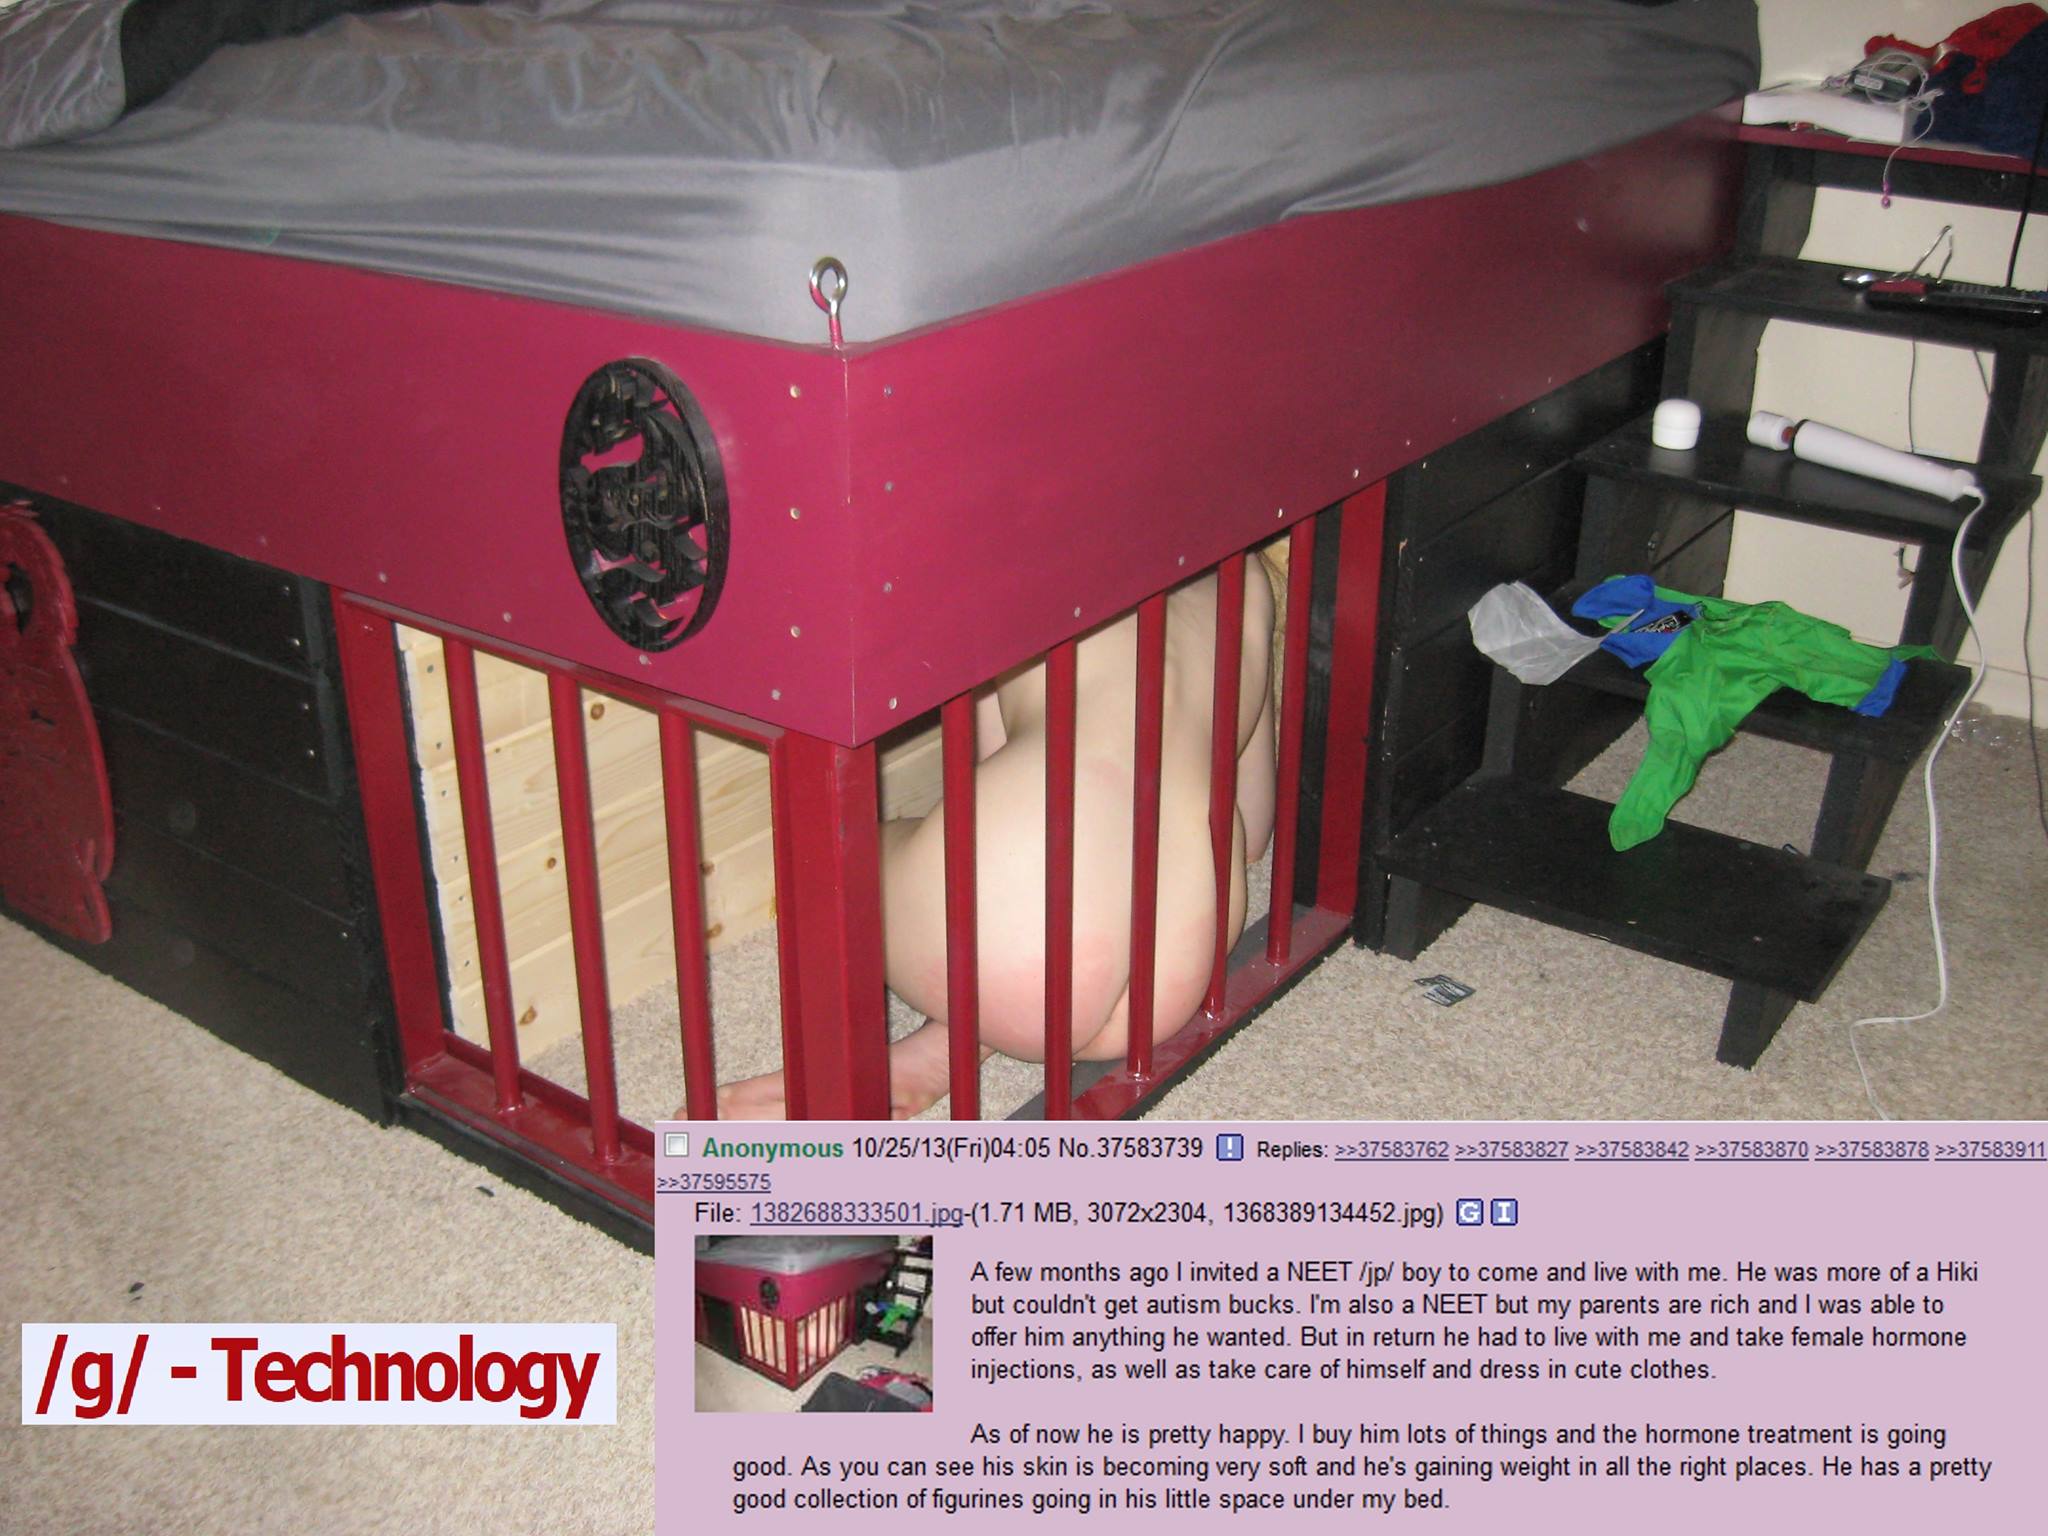 Anonymous 10/25/13(Fri)04:05 No.37583739 ! Replies: >>37583762 >>37583827 >>37583842 >>37583870 >>37583878 >>37583911
>>37595575
File: 1382688333501.jpg-(1.71 MB, 3072x2304, 1368389134452.jpg) G I
A few months ago I invited a NEET /jp/ boy to come and live with me. He was more of a Hiki
but couldn't get autism bucks. I'm also a NEET but my parents are rich and I was able to
offer him anything he wanted. But in return he had to live with me and take female hormone
injections, as well as take care of himself and dress in cute clothes.
As of now he is pretty happy. I buy him lots of things and the hormone treatment is going
good. As you can see his skin is becoming very soft and he's gaining weight in all the right places. He has a pretty
good collection of figurines going in his little space under my bed.
/g/ - Technology